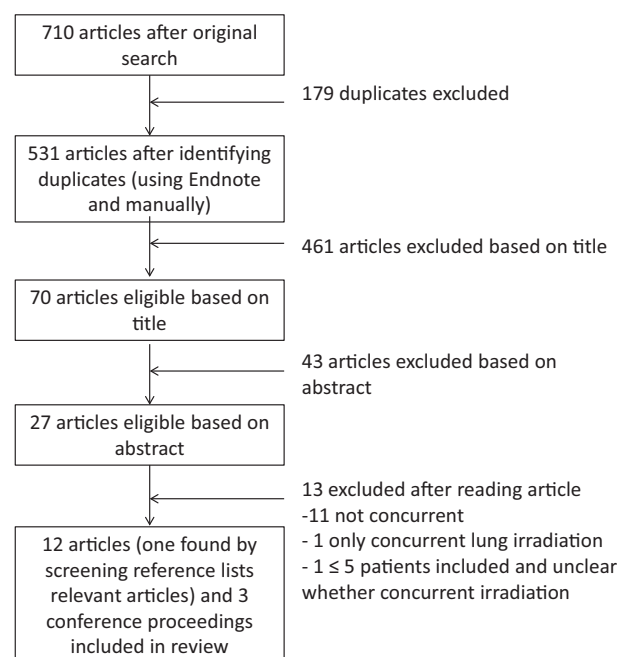 710 articles after original
search
179 duplicates excluded
531 articles after identifying
duplicates (using Endnote
and manually)
461 articles excluded based on title
70 articles eligible based on
title
43 articles excluded based on
abstract
27 articles eligible based on
abstract
13 excluded after reading article
-11 not concurrent
- 1 only concurrent lung irradiation
- 1 ≤ 5 patients included and unclear
whether concurrent irradiation
12 articles (one found by
screening reference lists
relevant articles) and 3
conference proceedings
included in review